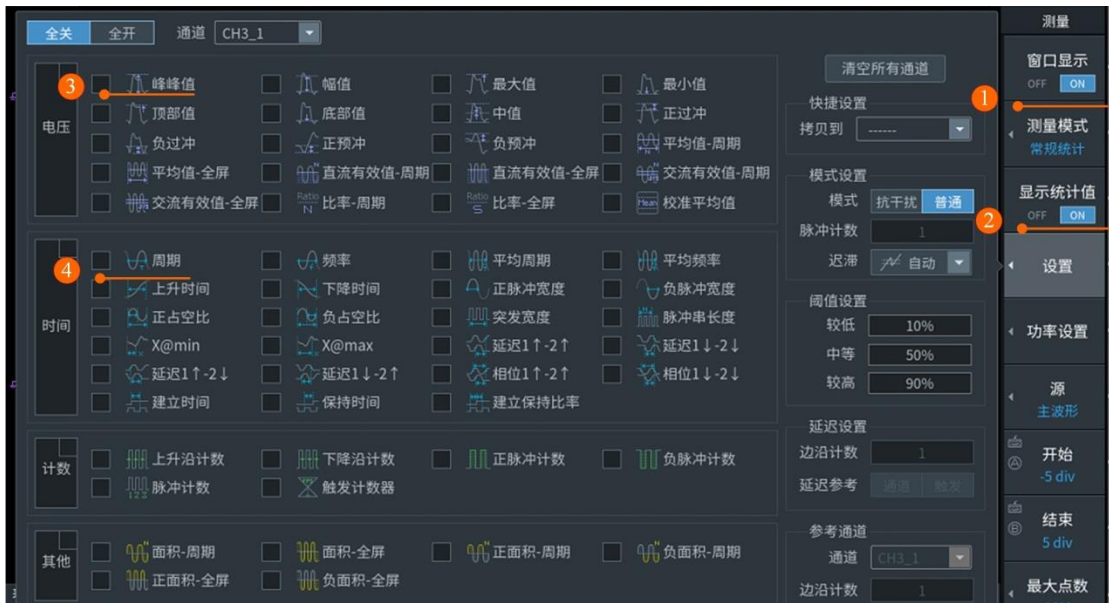 全关 全开 通道 CH3_1
电压
3 峰峰值 幅值 最大值 最小值
顶部值 底部值 中值 正过冲
负过冲 正预冲 负预冲 平均值-周期
平均值-全屏 直流有效值-周期 直流有效值-全屏 交流有效值-周期
交流有效值-全屏 Ratio N 比率-周期 Ratio S 比率-全屏 Mean 校准平均值
时间
4 周期 频率 平均周期 平均频率
上升时间 下降时间 正脉冲宽度 负脉冲宽度
正占空比 负占空比 突发宽度 脉冲串长度
X@min X@max 延迟1↑-2↑ 延迟1↓-2↓
延迟1↑-2↓ 延迟1↓-2↑ 相位1↑-2↑ 相位1↓-2↓
建立时间 保持时间 建立保持比率
计数
上升沿计数 下降沿计数 正脉冲计数 负脉冲计数
脉冲计数 触发计数器
其他
面积-周期 面积-全屏 正面积-周期 负面积-周期
正面积-全屏 负面积-全屏
清空所有通道
快捷设置
拷贝到 ------
模式设置
模式 抗干扰 普通
脉冲计数 1
迟滞 自动
阈值设置
较低 10%
中等 50%
较高 90%
延迟设置
边沿计数 1
延迟参考 通道 触发
参考通道
通道 CH3_1
边沿计数 1
测量
窗口显示
OFF ON
1
测量模式
常规统计
显示统计值
OFF ON
2
设置
功率设置
源
主波形
A 开始
-5 div
B 结束
5 div
最大点数